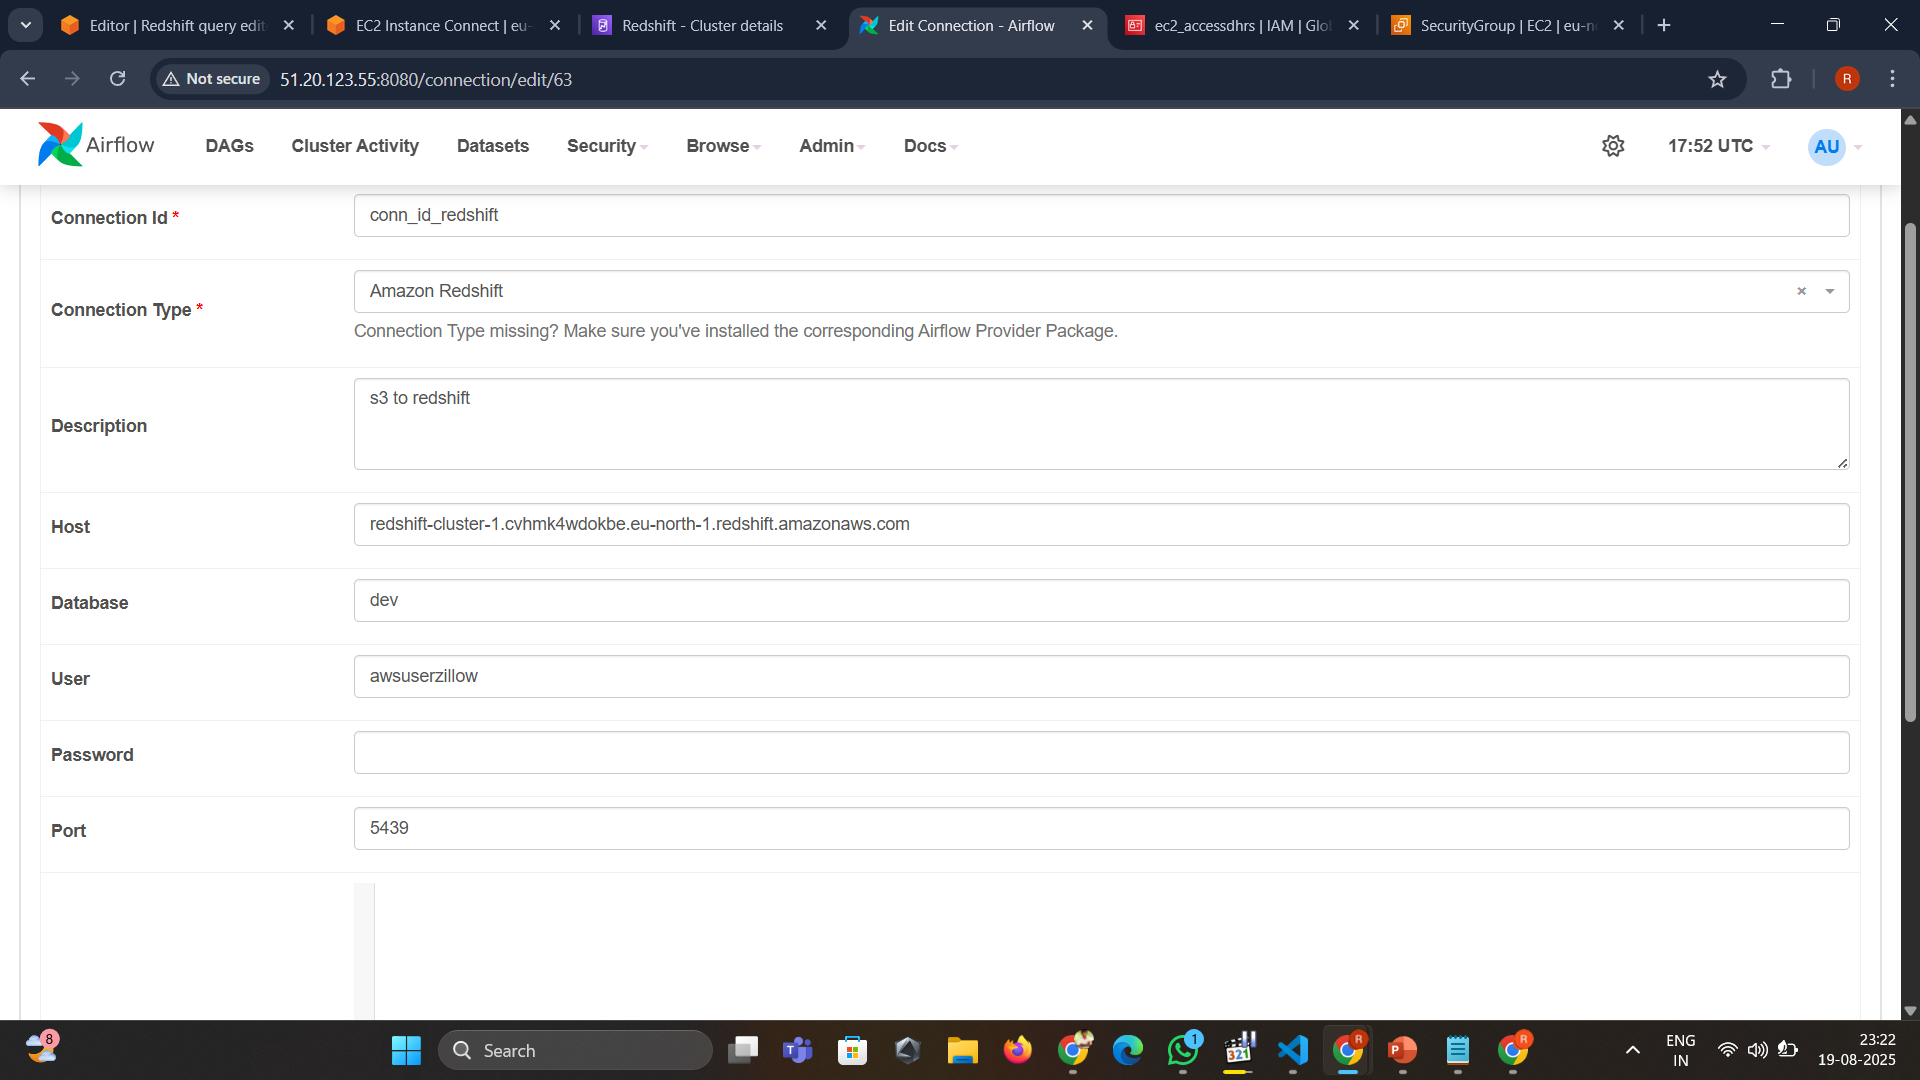 Editor | Redshift query edit
EC2 Instance Connect | eu-
Redshift - Cluster details
Edit Connection - Airflow
ec2_accessdhrs | IAM | Glo
SecurityGroup | EC2 | eu-n
Not secure
51.20.123.55:8080/connection/edit/63
R
Airflow
DAGs
Cluster Activity
Datasets
Security
Browse
Admin
Docs
17:52 UTC
AU
Connection Id *
conn_id_redshift
Connection Type *
Amazon Redshift
Connection Type missing? Make sure you've installed the corresponding Airflow Provider Package.
Description
s3 to redshift
Host
redshift-cluster-1.cvhmk4wdokbe.eu-north-1.redshift.amazonaws.com
Database
dev
User
awsuserzillow
Password
Port
5439
8
Search
T
1
321
R
P
R
ENG
IN
23:22
19-08-2025